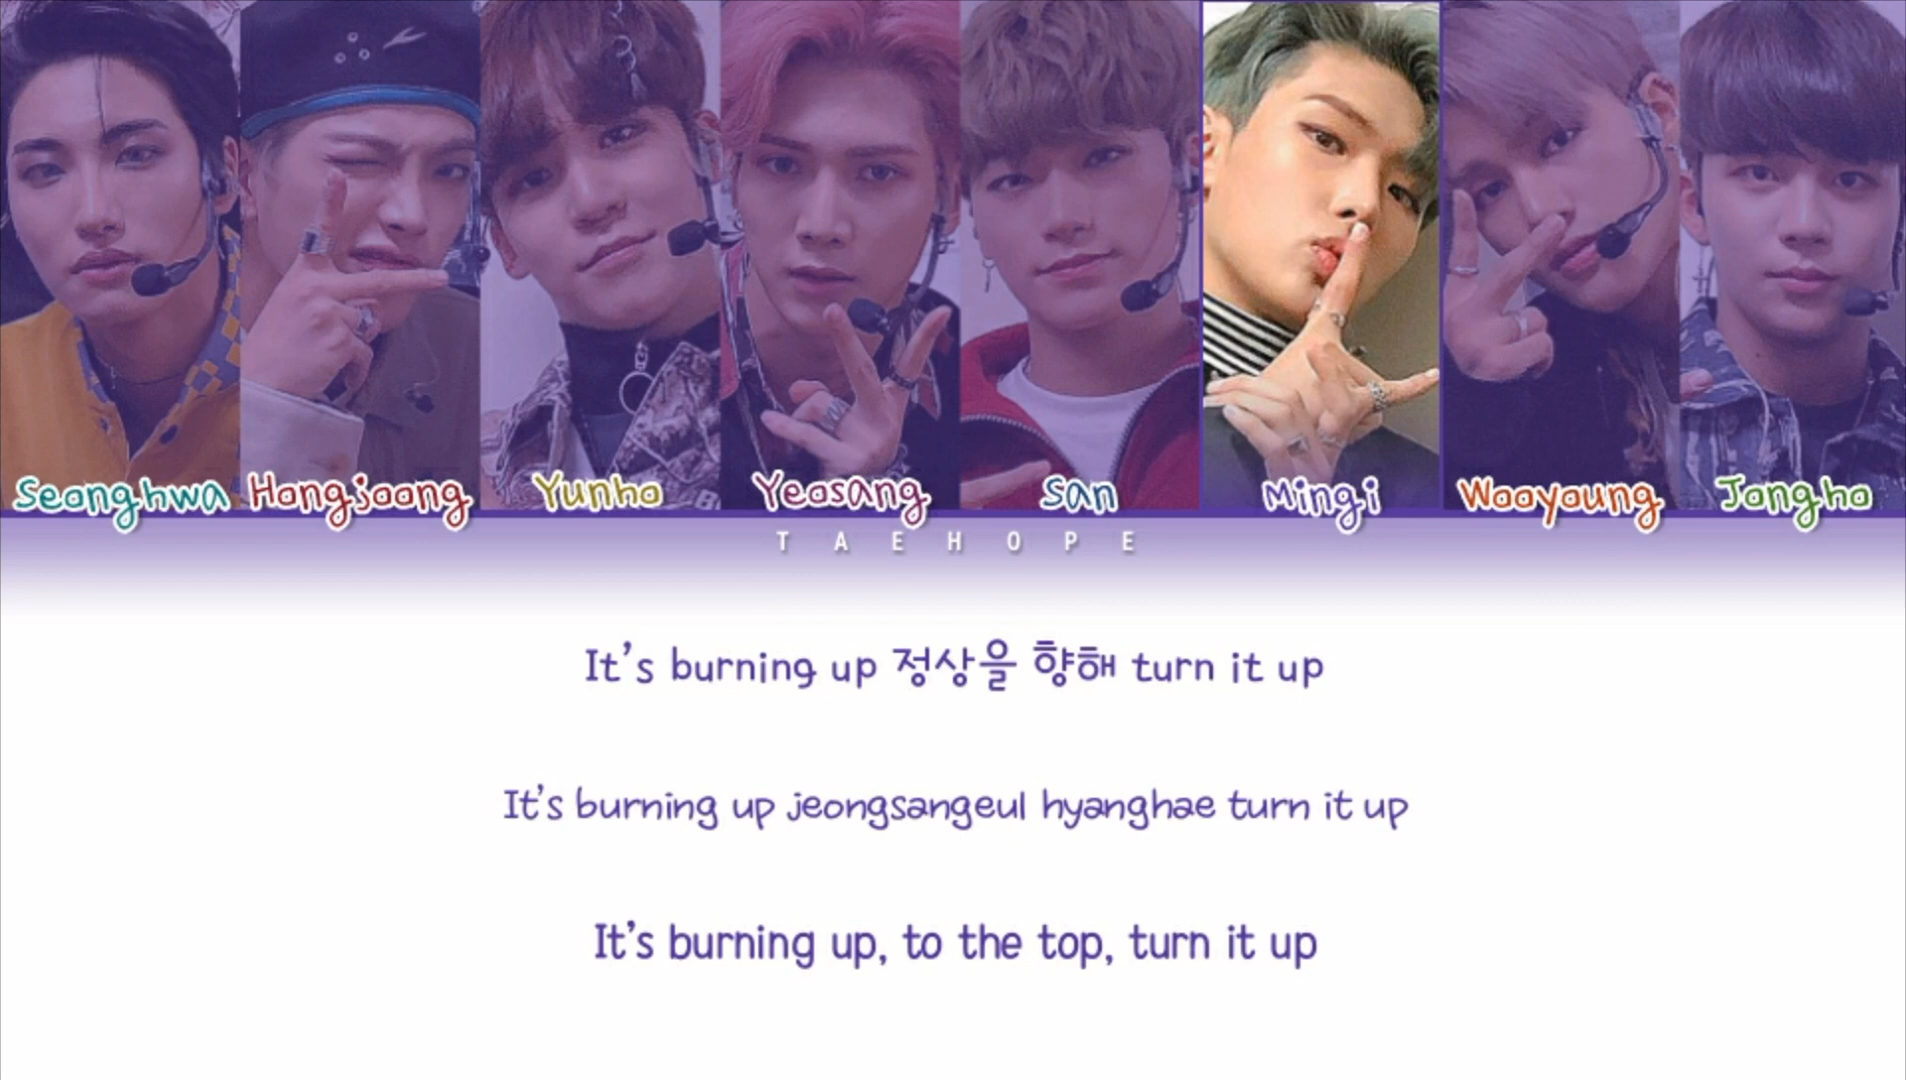 Seonghwa Hongjoong Yunho Yeosang San Mingi Wooyoung Jongho
TAEHOPE
It's burning up 정상을 향해 turn it up
It's burning up jeongsangeul hyanghae turn it up
It's burning up, to the top, turn it up